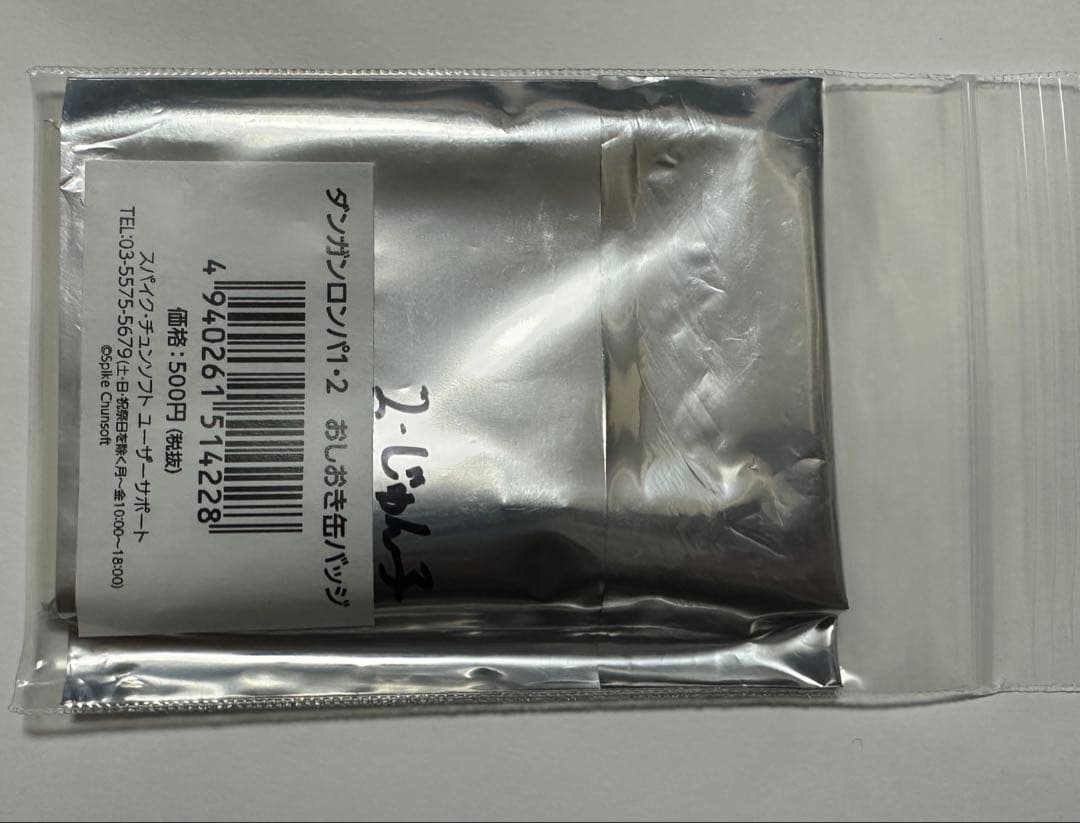 ダンガンロンパ1・2　おしおき缶バッジ
4 940261 514228
価格：500円 (税抜)
スパイク・チュンソフト ユーザーサポート
TEL:03-5575-5679(土・日・祝祭日を除く月～金10:00～18:00)
©Spike Chunsoft
2・じゅん子